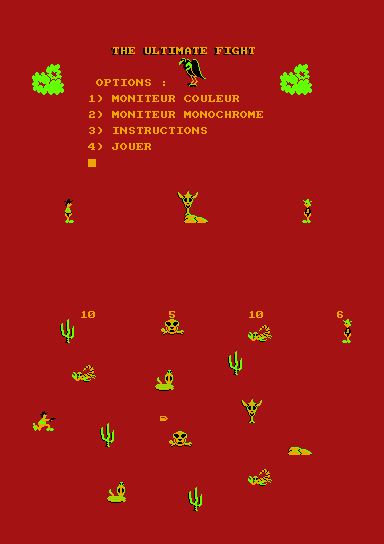 THE ULTIMATE FIGHT
OPTIONS :
1) MONITEUR COULEUR
2) MONITEUR MONOCHROME
3) INSTRUCTIONS
4) JOUER
10 5 10 6